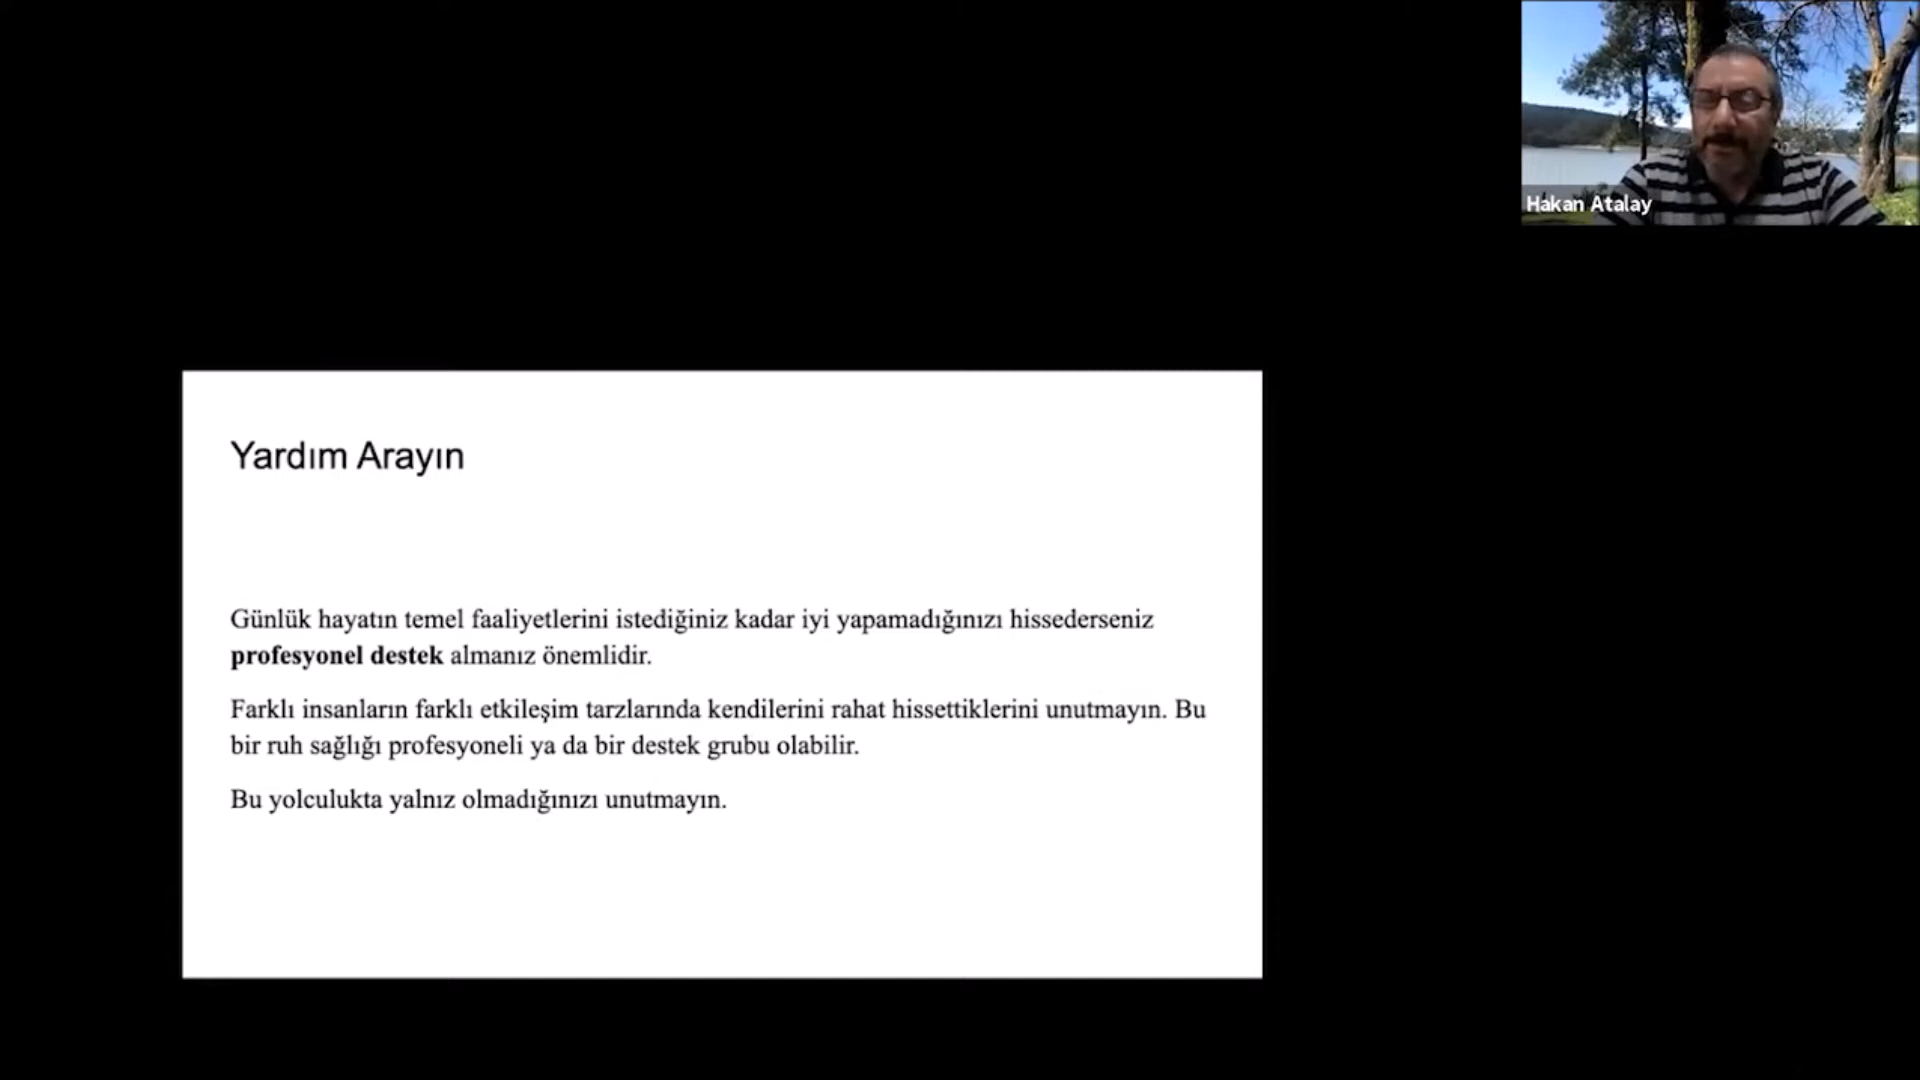 Hakan Atalay
Yardım Arayın
Günlük hayatın temel faaliyetlerini istediğiniz kadar iyi yapamadığınızı hissederseniz
profesyonel destek almanız önemlidir.
Farklı insanların farklı etkileşim tarzlarında kendilerini rahat hissettiklerini unutmayın. Bu
bir ruh sağlığı profesyoneli ya da bir destek grubu olabilir.
Bu yolculukta yalnız olmadığınızı unutmayın.